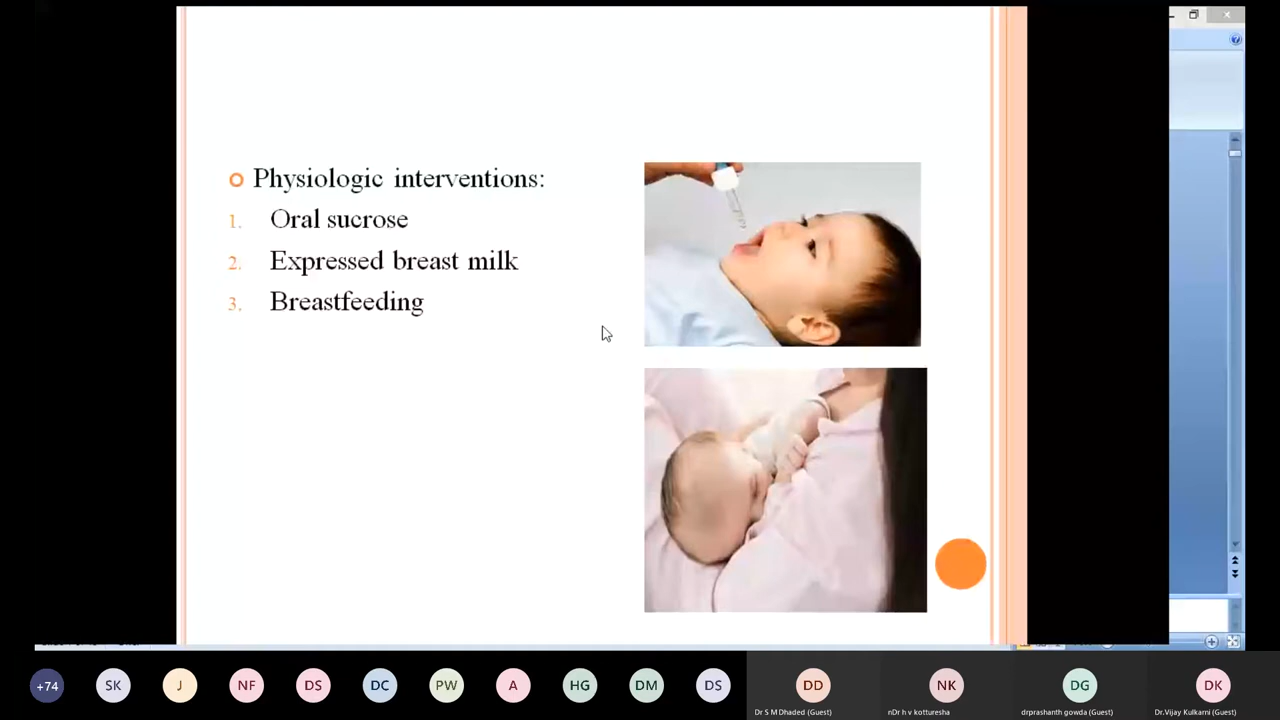 Physiologic interventions:
1. Oral sucrose
2. Expressed breast milk
3. Breastfeeding
+74
SK
J
NF
DS
DC
PW
A
HG
DM
DS
DD
NK
DG
DK
Dr S M Dhaded (Guest)
nDr h v kotturesha
drprashanth gowda (Guest)
Dr.Vijay Kulkarni (Guest)